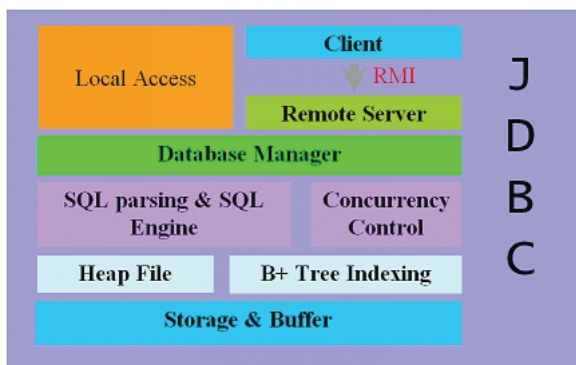 Local Access
Client
RMI
Remote Server
Database Manager
SQL parsing & SQL
Engine
Concurrency
Control
Heap File
B+ Tree Indexing
Storage & Buffer
J
D
B
C